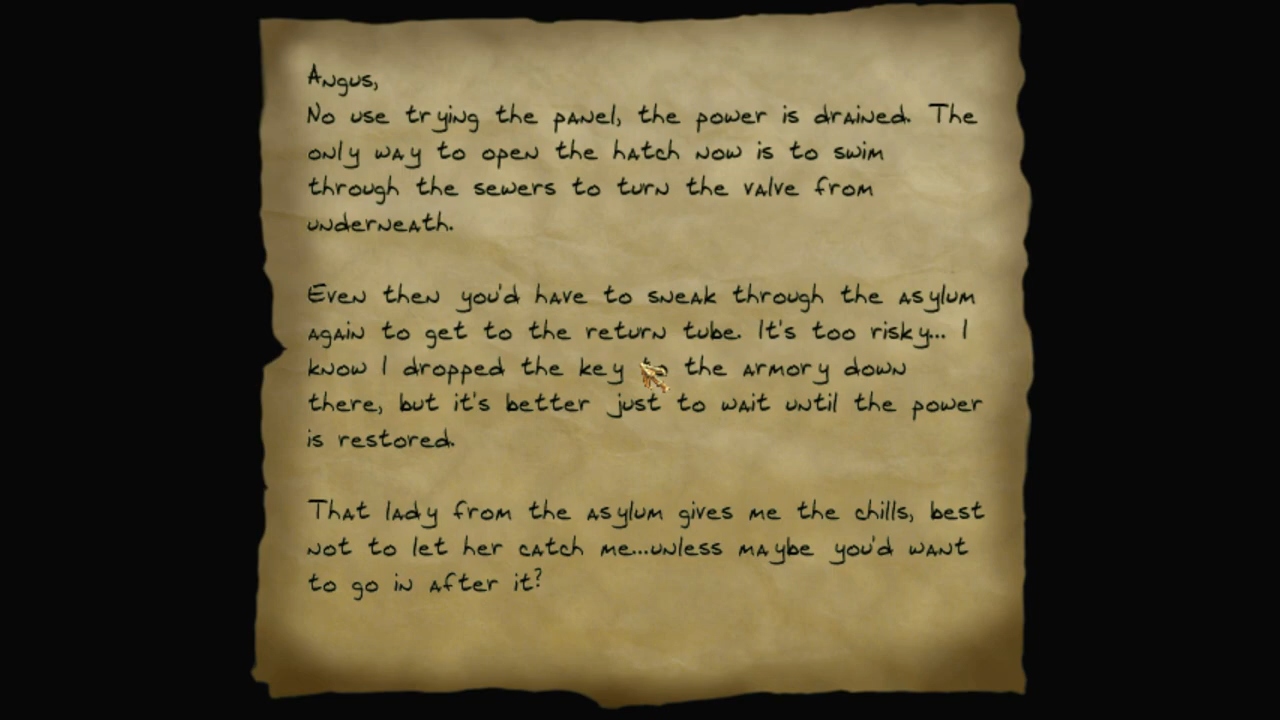 Angus,
No use trying the panel, the power is drained. The
only way to open the hatch now is to swim
through the sewers to turn the valve from
underneath.
Even then you'd have to sneak through the asylum
again to get to the return tube. It's too risky... I
know I dropped the key to the armory down
there, but it's better just to wait until the power
is restored.
That lady from the asylum gives me the chills, best
not to let her catch me...unless maybe you'd want
to go in after it?